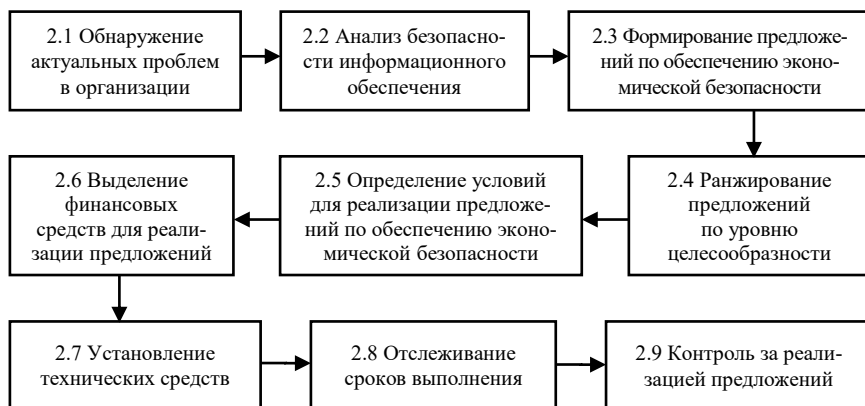 2.1 Обнаружение
актуальных проблем
в организации
2.2 Анализ безопасно-
сти информационного
обеспечения
2.3 Формирование предложе-
ний по обеспечению эконо-
мической безопасности
2.4 Ранжирование
предложений
по уровню
целесообразности
2.5 Определение условий
для реализации предложе-
ний по обеспечению эконо-
мической безопасности
2.6 Выделение
финансовых
средств для реали-
зации предложений
2.7 Установление
технических средств
2.8 Отслеживание
сроков выполнения
2.9 Контроль за реали-
зацией предложений